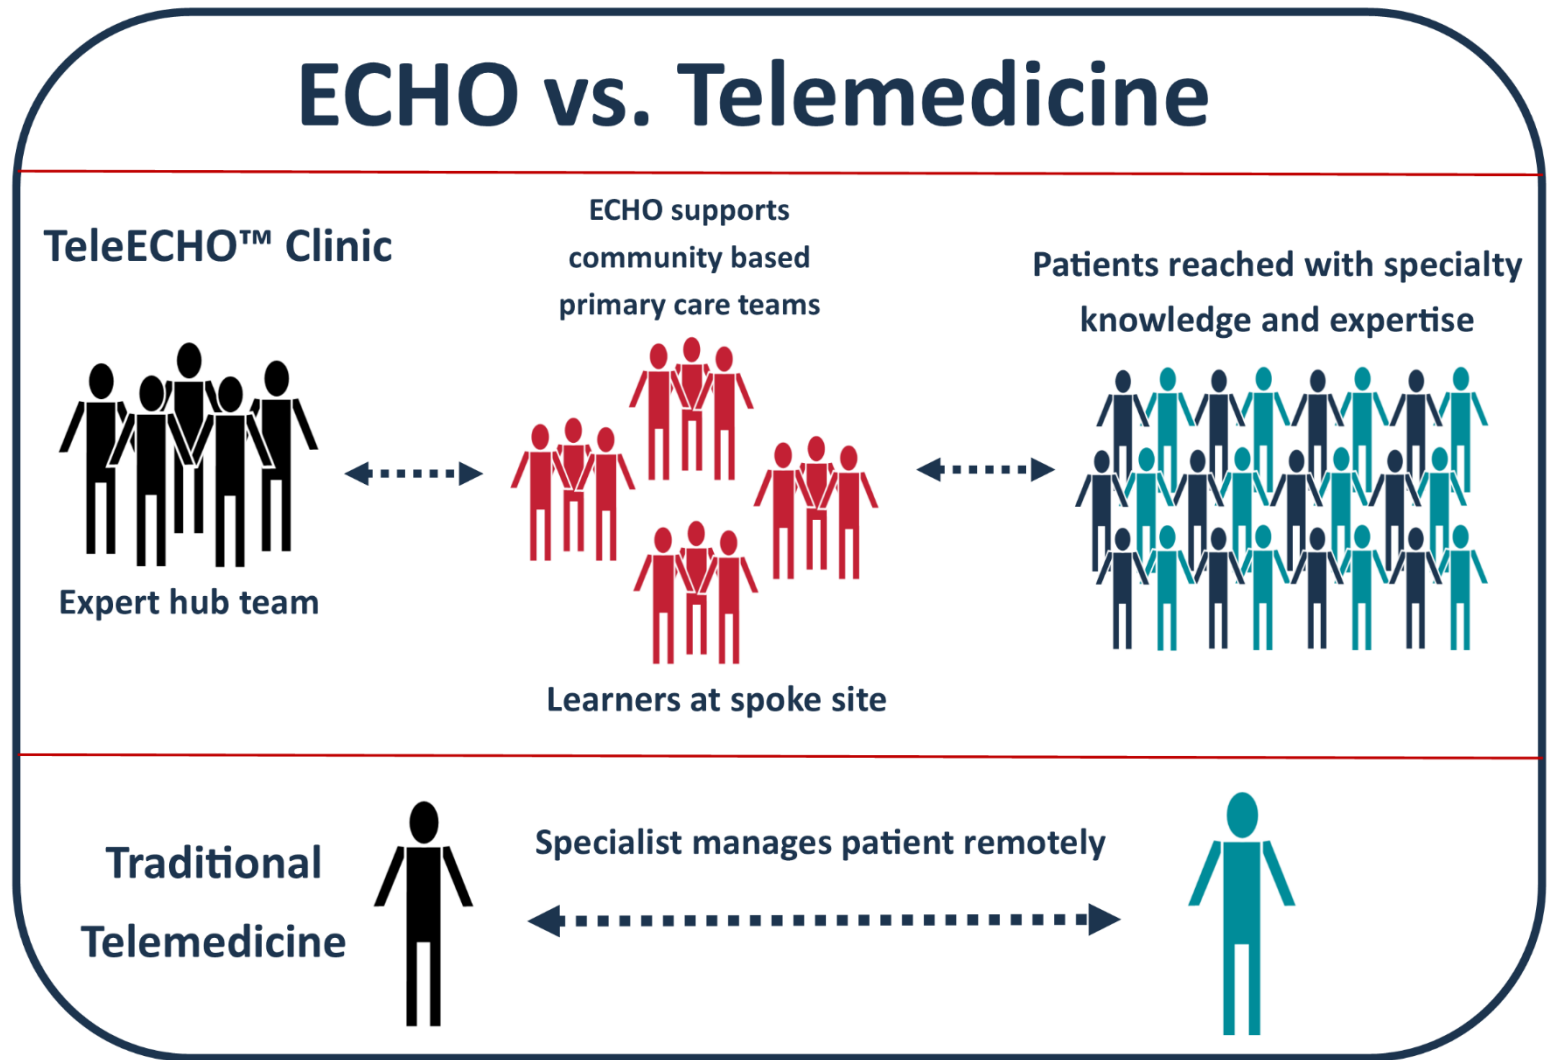 ECHO vs. Telemedicine
TeleECHO™ Clinic
ECHO supports
community based
primary care teams
Patients reached with specialty
knowledge and expertise
Expert hub team
Learners at spoke site
Traditional
Telemedicine
Specialist manages patient remotely